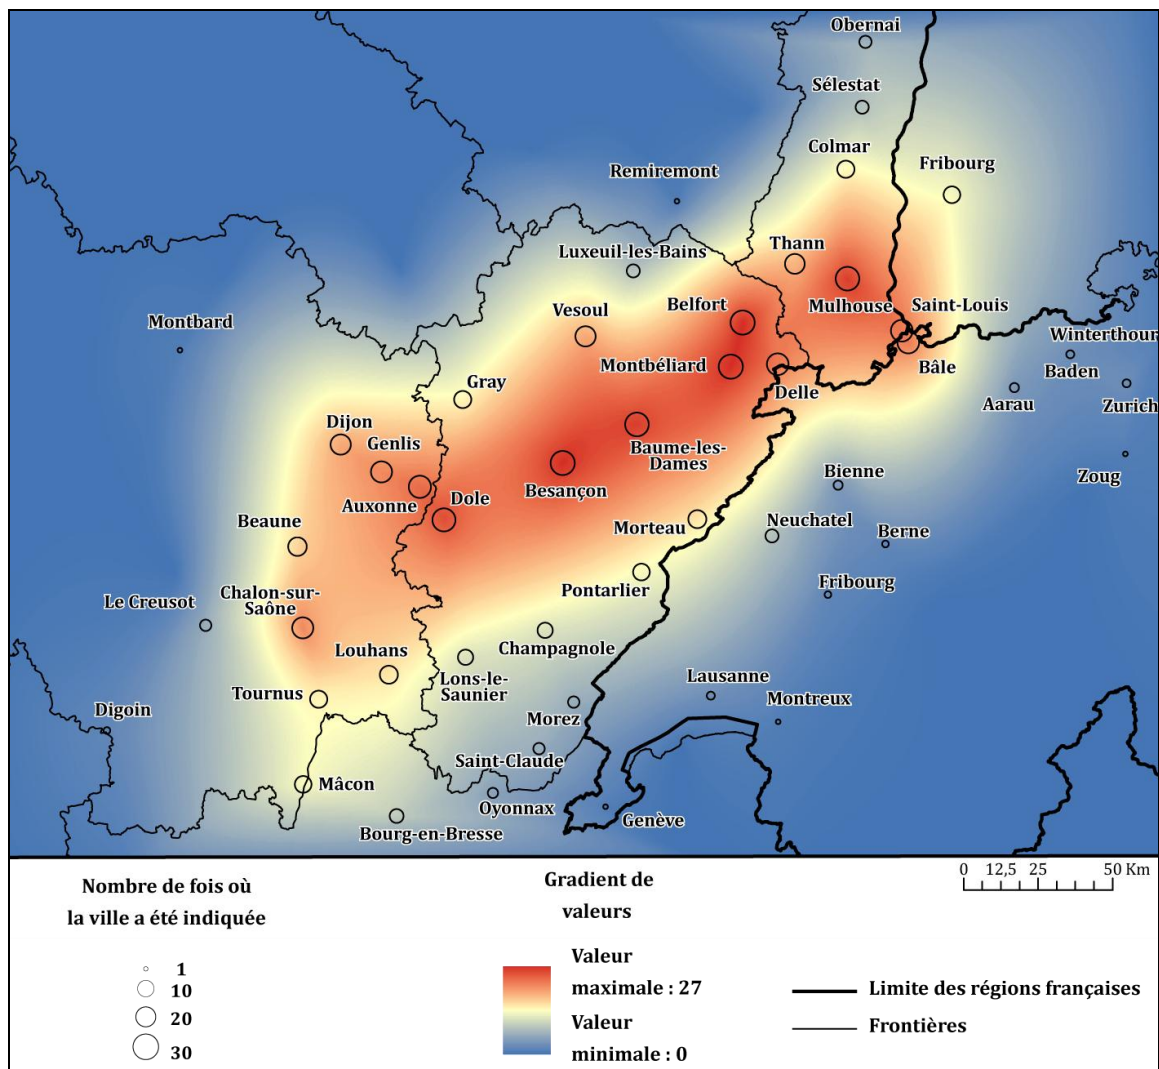 Obernai
Sélestat
Colmar
Fribourg
Remiremont
Thann
Luxeuil-les-Bains
Belfort
Mulhouse
Saint-Louis
Vesoul
Montbard
Winterthour
Montbéliard
Bâle
Baden
Delle
Gray
Aarau
Zurich
Dijon
Genlis
Baume-les-
Dames
Bienne
Zoug
Besançon
Auxonne
Dole
Beaune
Morteau
Neuchatel
Berne
Fribourg
Pontarlier
Chalon-sur-
Saône
Le Creusot
Champagnole
Louhans
Lons-le-
Saunier
Lausanne
Montreux
Tournus
Digoin
Morez
Saint-Claude
Mâcon
Oyonnax
Genève
Bourg-en-Bresse
Nombre de fois où
la ville a été indiquée
1
10
20
30
Gradient de
valeurs
Valeur
maximale : 27
Valeur
minimale : 0
0 12,5 25 50 Km
Limite des régions françaises
Frontières